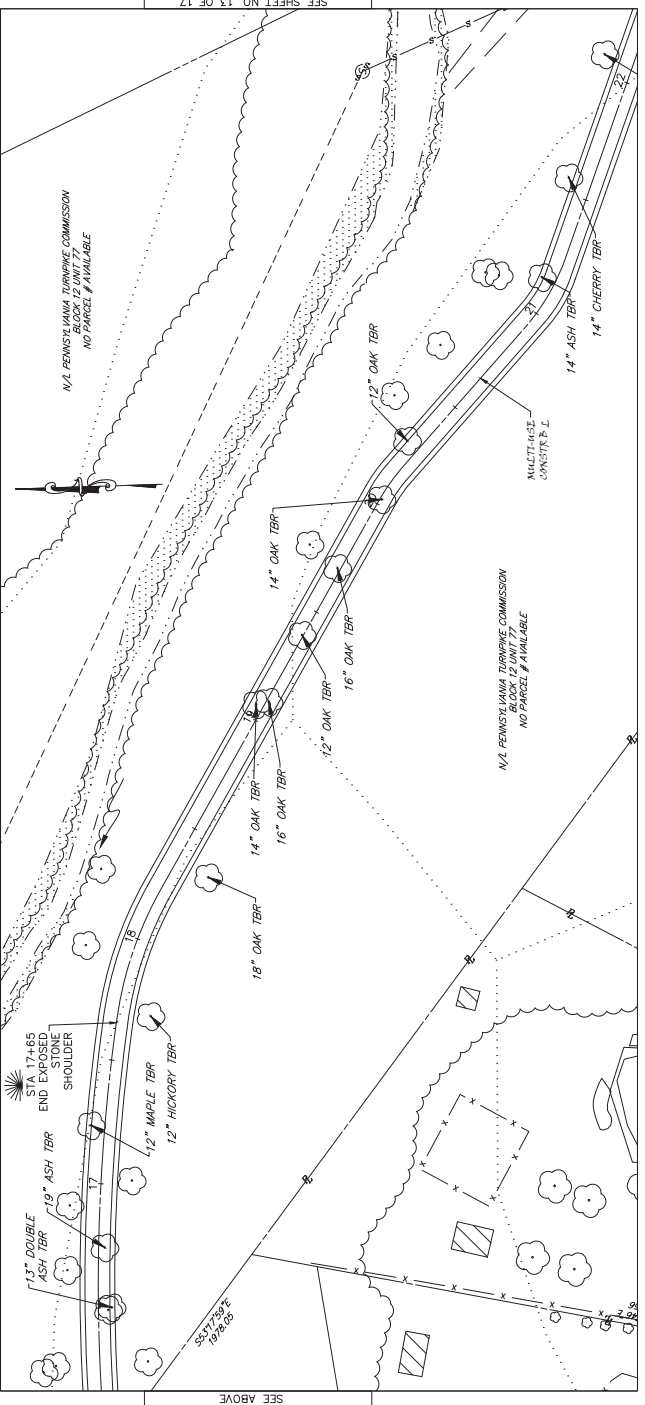 SEE SHEET NO. 13 OF 17
N/L PENNSYLVANIA TURNPIKE COMMISSION
BLOCK 12 UNIT 77
NO PARCEL # AVAILABLE
S
S
S
22
14" CHERRY TBR
14" ASH TBR
21
MULTI-USE
CONSTR B L
12" OAK TBR
14" OAK TBR
20
16" OAK TBR
12" OAK TBR
N/L PENNSYLVANIA TURNPIKE COMMISSION
BLOCK 12 UNIT 77
NO PARCEL # AVAILABLE
19
14" OAK TBR
16" OAK TBR
18" OAK TBR
18
STA 17+65
END EXPOSED
STONE
SHOULDER
12" HICKORY TBR
12" MAPLE TBR
17
19" ASH TBR
13" DOUBLE
ASH TBR
S53°17'59"E
1978.05
SEE ABOVE